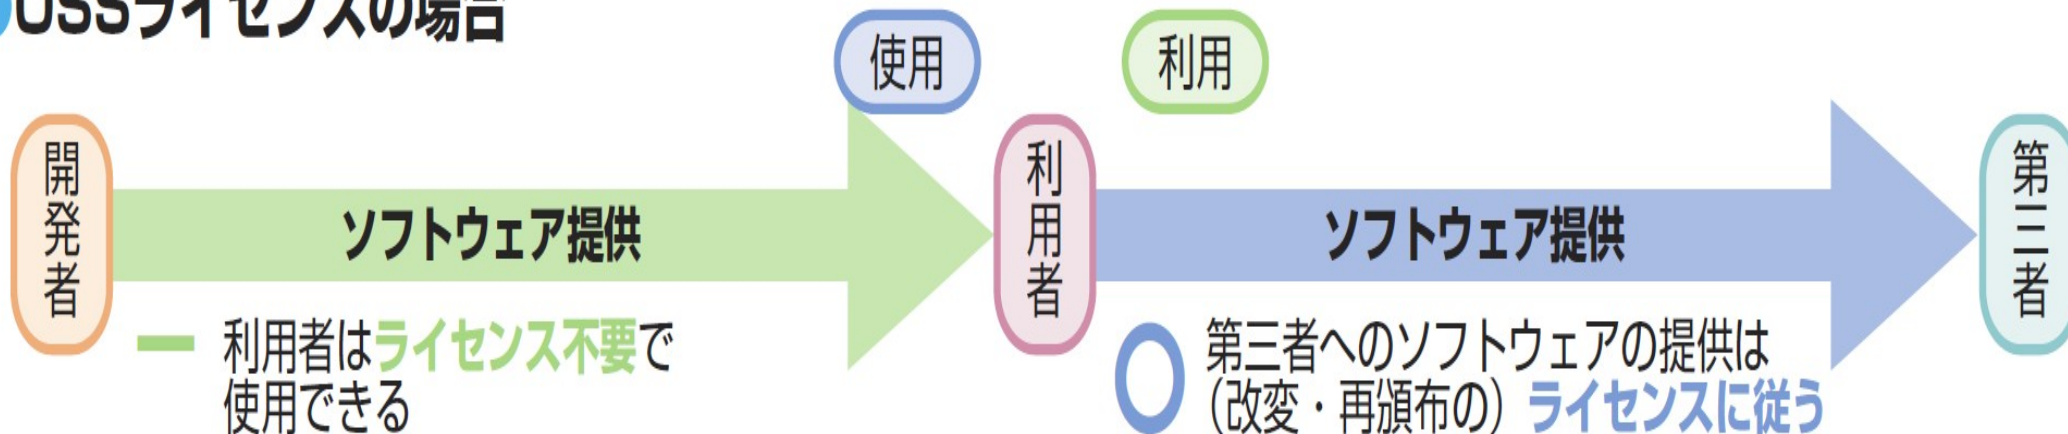 OSSライセンスの場合
使用
利用
開発者
ソフトウェア提供
利用者
ソフトウェア提供
第三者
利用者はライセンス不要で
使用できる
第三者へのソフトウェアの提供は
（改変・再頒布の）ライセンスに従う